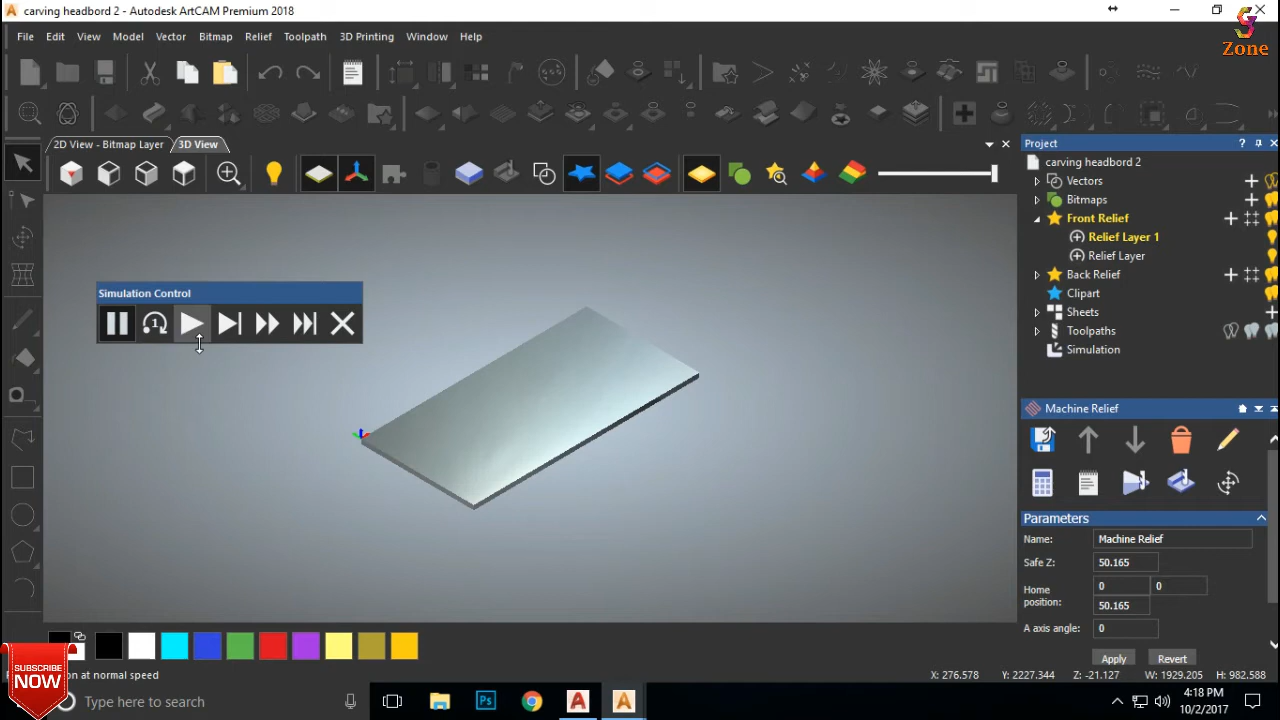 carving headbord 2 - Autodesk ArtCAM Premium 2018
Zone
File Edit View Model Vector Bitmap Relief Toolpath 3D Printing Window Help
2D View - Bitmap Layer 3D View
Project
carving headbord 2
Vectors
Bitmaps
Front Relief
Relief Layer 1
Relief Layer
Back Relief
Clipart
Sheets
Toolpaths
Simulation
Simulation Control
1
Machine Relief
Parameters
Name: Machine Relief
Safe Z: 50.165
Home position: 0 0
50.165
A axis angle: 0
Apply Revert
SUBSCRIBE
NOW
on at normal speed
X: 276.578 Y: 2227.344 Z: -21.127 W: 1929.205 H: 982.588
Type here to search
Ps
4:18 PM
10/2/2017